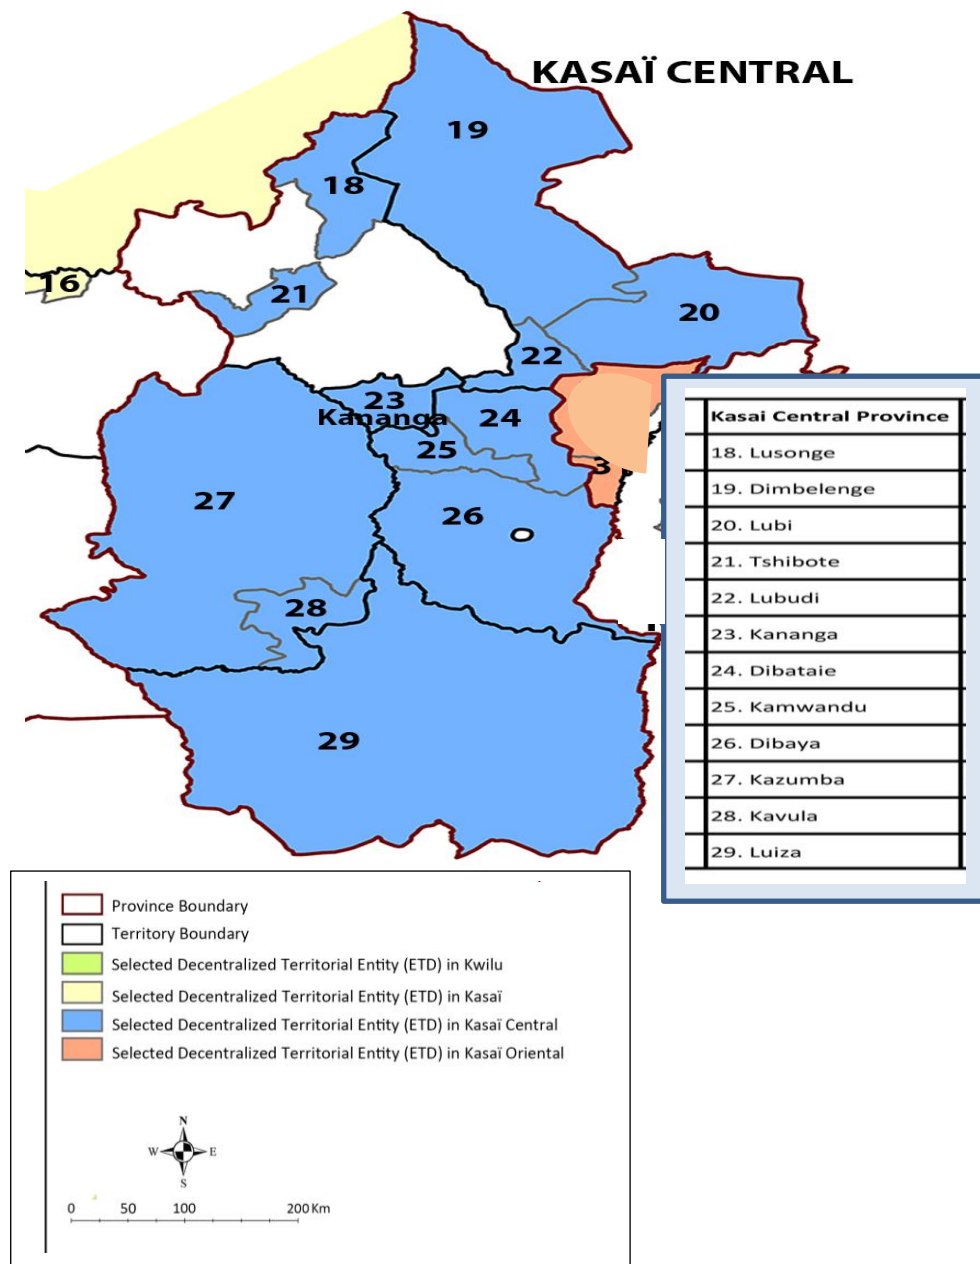 KASAÏ CENTRAL
19
18
16
21
20
22
23
Kananga
24
25
3
27
26
28
29
Kasai Central Province
18. Lusonge
19. Dimbelenge
20. Lubi
21. Tshibote
22. Lubudi
23. Kananga
24. Dibataie
25. Kamwandu
26. Dibaya
27. Kazumba
28. Kavula
29. Luiza
Province Boundary
Territory Boundary
Selected Decentralized Territorial Entity (ETD) in Kwilu
Selected Decentralized Territorial Entity (ETD) in Kasaï
Selected Decentralized Territorial Entity (ETD) in Kasaï Central
Selected Decentralized Territorial Entity (ETD) in Kasaï Oriental
N
W E
S
0 50 100 200 Km